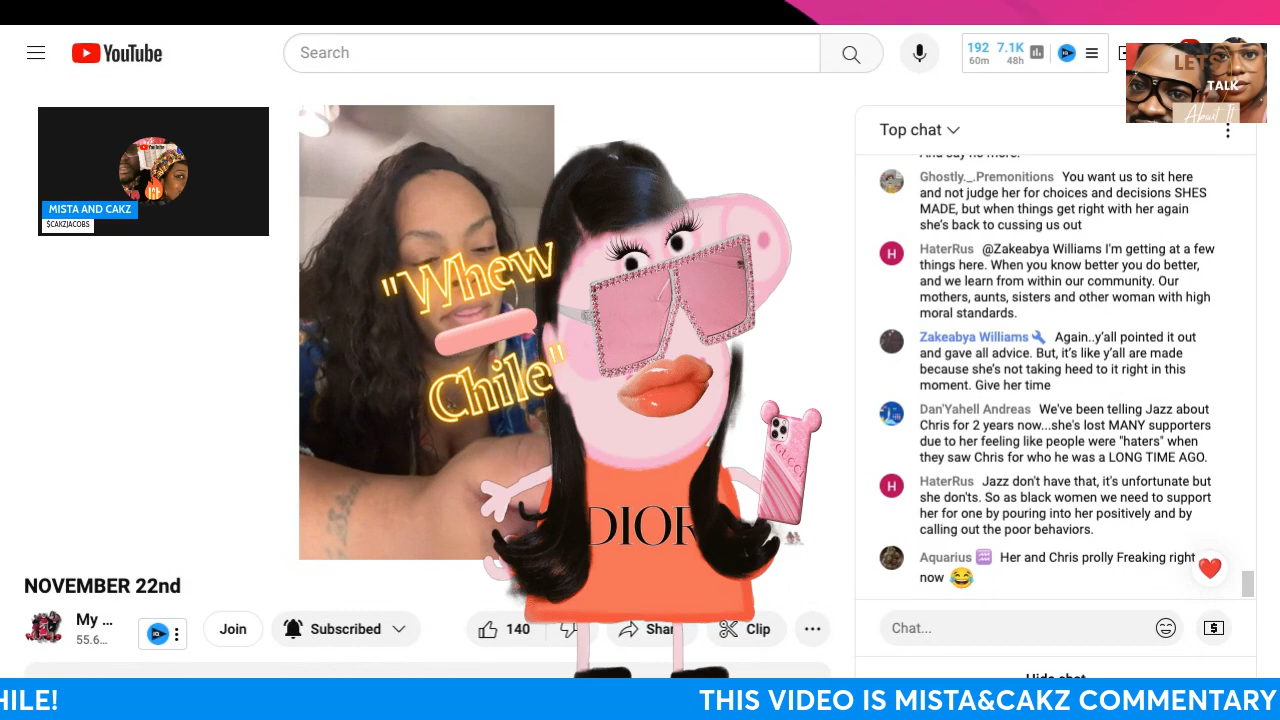 YouTube
Search
192 7.1K
60m 48h
LETS
TALK
About It
Top chat
MISTA AND CAKZ
$CAKZJACOBS
"Whew
Chile"
GUCCI
DIOR
And say no more.
Ghostly._.Premonitions You want us to sit here
and not judge her for choices and decisions SHES
MADE, but when things get right with her again
she's back to cussing us out
H
HaterRus @Zakeabya Williams I'm getting at a few
things here. When you know better you do better,
and we learn from within our community. Our
mothers, aunts, sisters and other woman with high
moral standards.
Zakeabya Williams Again..y'all pointed it out
and gave all advice. But, it's like y'all are made
because she's not taking heed to it right in this
moment. Give her time
Dan'Yahell Andreas We've been telling Jazz about
Chris for 2 years now...she's lost MANY supporters
due to her feeling like people were "haters" when
they saw Chris for who he was a LONG TIME AGO.
H
HaterRus Jazz don't have that, it's unfortunate but
she don'ts. So as black women we need to support
her for one by pouring into her positively and by
calling out the poor behaviors.
Aquarius ♒ Her and Chris prolly Freaking right
now 😂
Chat...
Hide chat
NOVEMBER 22nd
My ...
55.6...
Join
Subscribed
140
Shar
Clip
HILE!
THIS VIDEO IS MISTA&CAKZ COMMENTARY